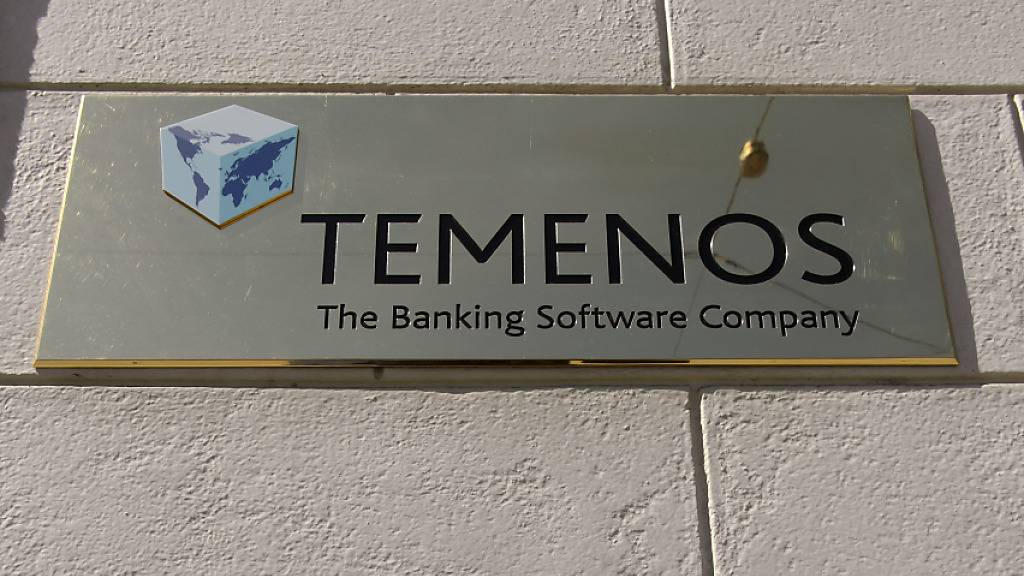 TEMENOS
The Banking Software Company